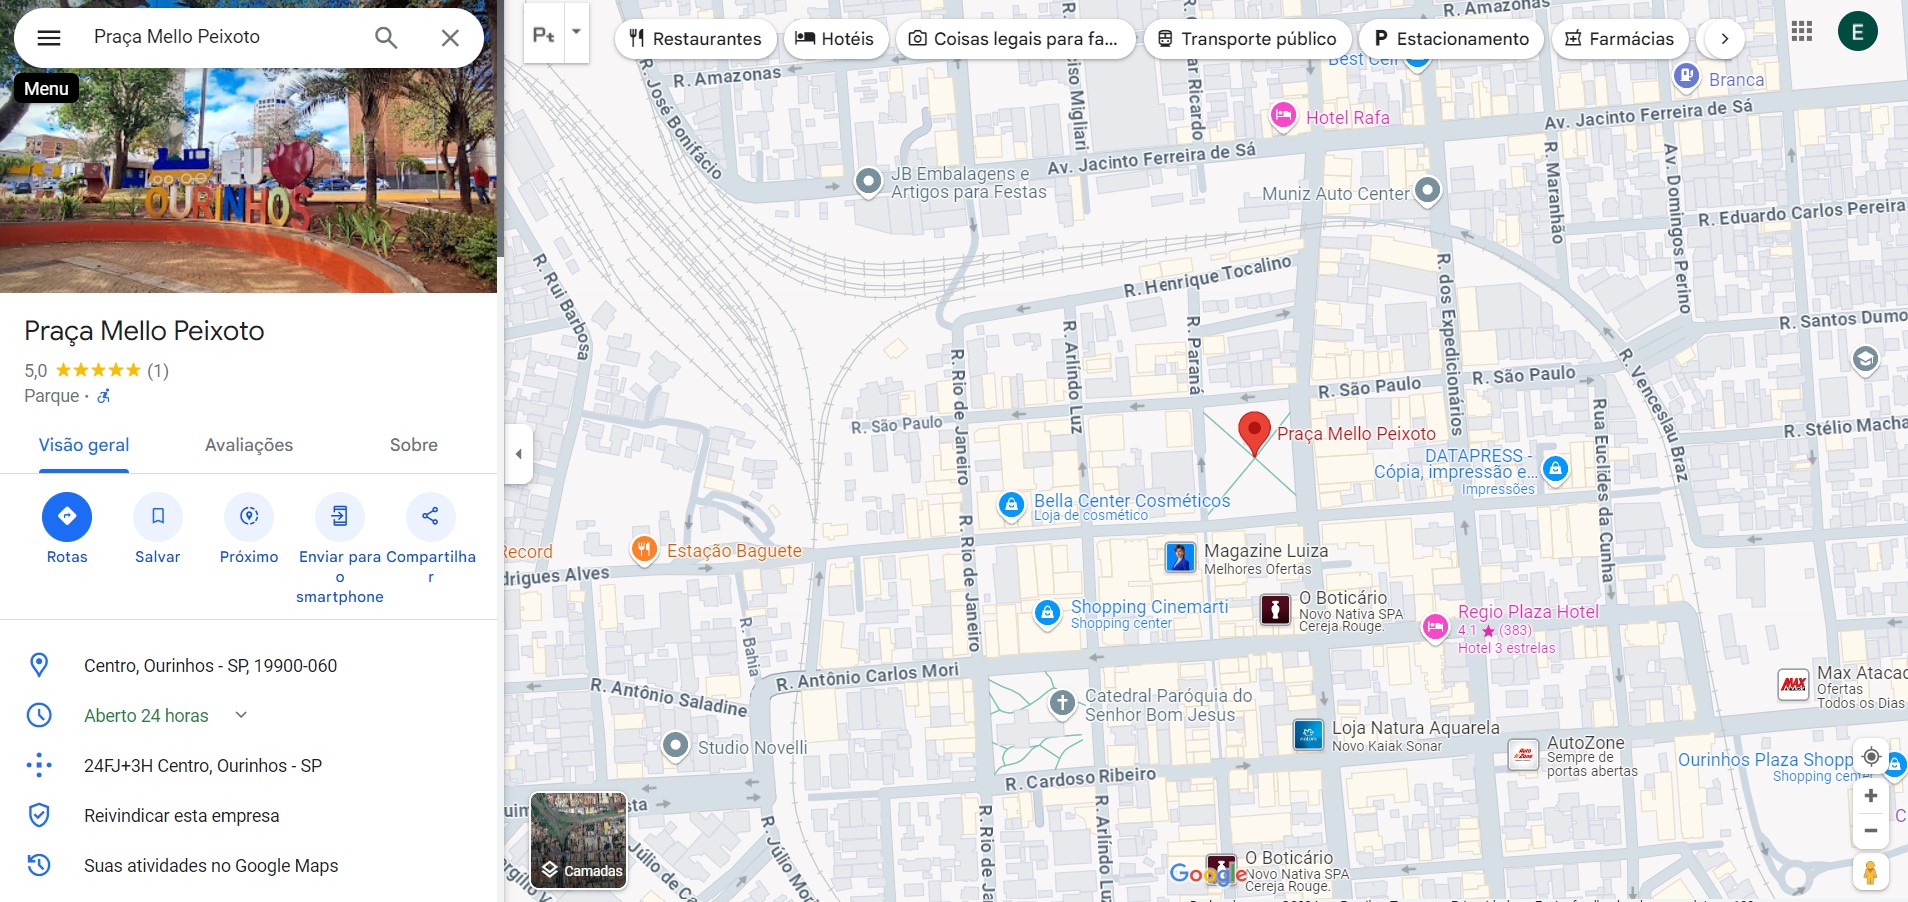 Praça Mello Peixoto
Menu
EU
OURINHOS
Praça Mello Peixoto
5,0 (1)
Parque ·
Visão geral
Avaliações
Sobre
Rotas
Salvar
Próximo
Enviar para
o
smartphone
Compartilha
r
Centro, Ourinhos - SP, 19900-060
Aberto 24 horas
24FJ+3H Centro, Ourinhos - SP
Reivindicar esta empresa
Suas atividades no Google Maps
Restaurantes
Hotéis
Coisas legais para fa...
Transporte público
P Estacionamento
Farmácias
E
R. Amazonas
R. Amazonas
Best Cell
Branca
Hotel Rafa
R. José Bonifácio
Av. Jacinto Ferreira de Sá
Av. Jacinto Ferreira de Sá
JB Embalagens e
Artigos para Festas
Muniz Auto Center
R. Maranhão
Av. Domingos Perino
R. Eduardo Carlos Pereira
R. Rui Barbosa
R. Henrique Tocalino
R. dos Expedicionários
R. Santos Dumo
R. Rio de Janeiro
R. Arlindo Luz
R. Paraná
R. São Paulo
R. São Paulo
R. São Paulo
R. Venceslau Braz
R. Stélio Macha
Rua Euclides da Cunha
Praça Mello Peixoto
DATAPRESS -
Cópia, impressão e...
Impressões
Bella Center Cosméticos
Loja de cosmético
Record
Estação Baguete
drigues Alves
R. Rio de Janeiro
Magazine Luiza
Melhores Ofertas
Shopping Cinemarti
Shopping center
O Boticário
Novo Nativa SPA
Cereja Rouge.
Regio Plaza Hotel
4.1 ★ (383)
Hotel 3 estrelas
R. Bahia
R. Antônio Saladine
R. Antônio Carlos Mori
MAX
Max Atacad
Ofertas
Todos os Dias
Catedral Paróquia do
Senhor Bom Jesus
Studio Novelli
Loja Natura Aquarela
Novo Kaiak Sonar
AutoZone
Sempre de
portas abertas
Ourinhos Plaza Shopp
Shopping center
R. Cardoso Ribeiro
R. Rio de Ja
R. Arlindo Luz
R. Júlio Mor
Júlio de Ca
Camadas
Google
O Boticário
Novo Nativa SPA
Cereja Rouge.